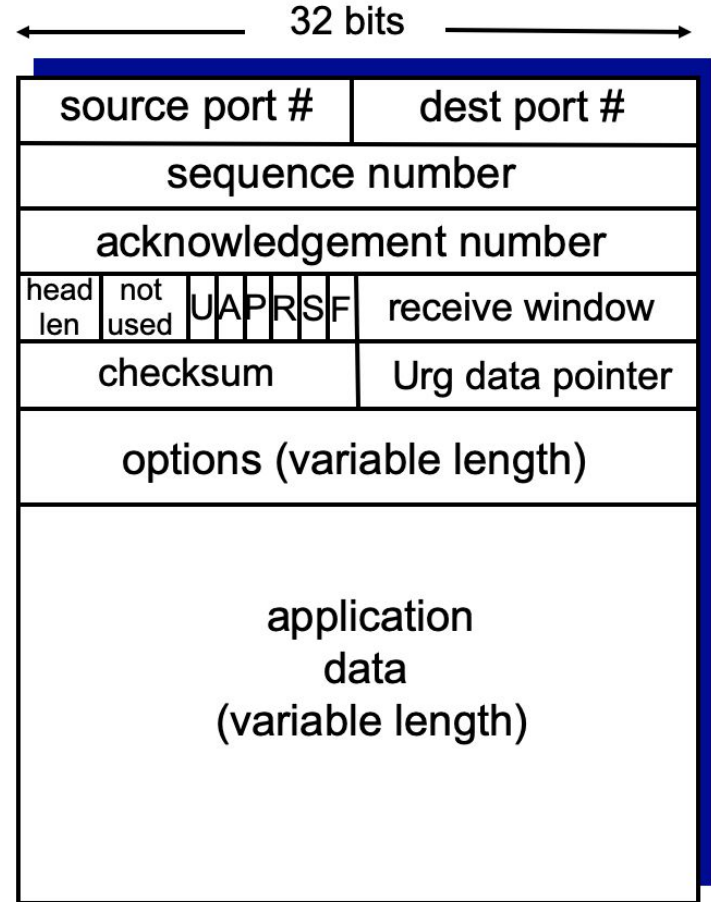 32 bits
source port #
dest port #
sequence number
acknowledgement number
head
len
not
used
U A P R S F
receive window
checksum
Urg data pointer
options (variable length)
application
data
(variable length)